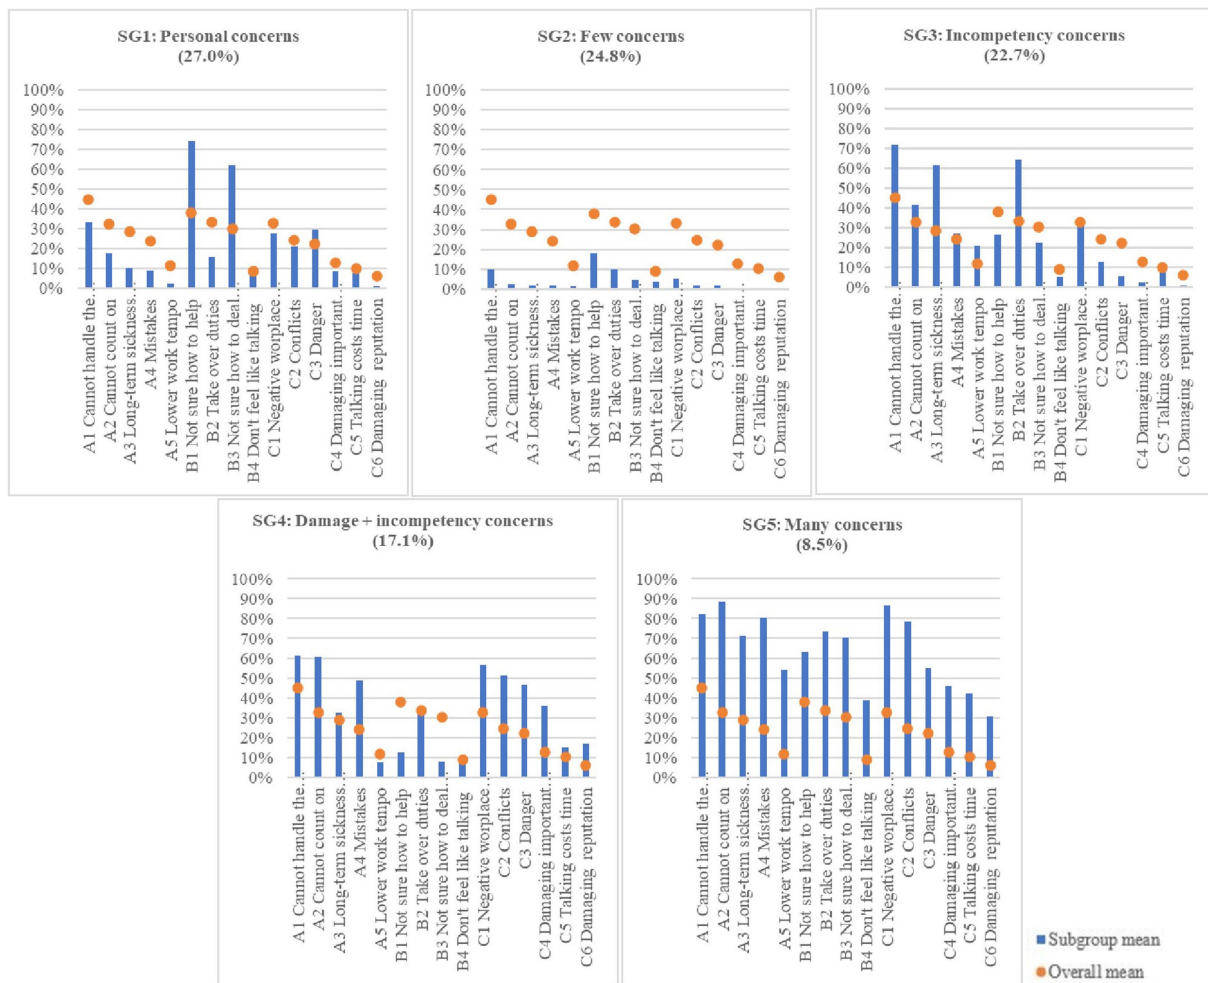 SG1: Personal concerns
(27.0%)
100%
90%
80%
70%
60%
50%
40%
30%
20%
10%
0%
A1 Cannot handle the...
A2 Cannot count on
A3 Long-term sickness...
A4 Mistakes
A5 Lower work tempo
B1 Not sure how to help
B2 Take over duties
B3 Not sure how to deal...
B4 Don't feel like talking
C1 Negative worplace...
C2 Conflicts
C3 Danger
C4 Damaging important...
C5 Talking costs time
C6 Damaging reputation
SG2: Few concerns
(24.8%)
100%
90%
80%
70%
60%
50%
40%
30%
20%
10%
0%
A1 Cannot handle the...
A2 Cannot count on
A3 Long-term sickness...
A4 Mistakes
A5 Lower work tempo
B1 Not sure how to help
B2 Take over duties
B3 Not sure how to deal...
B4 Don't feel like talking
C1 Negative worplace...
C2 Conflicts
C3 Danger
C4 Damaging important...
C5 Talking costs time
C6 Damaging reputation
SG3: Incompetency concerns
(22.7%)
100%
90%
80%
70%
60%
50%
40%
30%
20%
10%
0%
A1 Cannot handle the...
A2 Cannot count on
A3 Long-term sickness...
A4 Mistakes
A5 Lower work tempo
B1 Not sure how to help
B2 Take over duties
B3 Not sure how to deal...
B4 Don't feel like talking
C1 Negative worplace...
C2 Conflicts
C3 Danger
C4 Damaging important...
C5 Talking costs time
C6 Damaging reputation
SG4: Damage + incompetency concerns
(17.1%)
100%
90%
80%
70%
60%
50%
40%
30%
20%
10%
0%
A1 Cannot handle the...
A2 Cannot count on
A3 Long-term sickness...
A4 Mistakes
A5 Lower work tempo
B1 Not sure how to help
B2 Take over duties
B3 Not sure how to deal...
B4 Don't feel like talking
C1 Negative worplace...
C2 Conflicts
C3 Danger
C4 Damaging important...
C5 Talking costs time
C6 Damaging reputation
SG5: Many concerns
(8.5%)
100%
90%
80%
70%
60%
50%
40%
30%
20%
10%
0%
A1 Cannot handle the...
A2 Cannot count on
A3 Long-term sickness...
A4 Mistakes
A5 Lower work tempo
B1 Not sure how to help
B2 Take over duties
B3 Not sure how to deal...
B4 Don't feel like talking
C1 Negative worplace...
C2 Conflicts
C3 Danger
C4 Damaging important...
C5 Talking costs time
C6 Damaging reputation
Subgroup mean
Overall mean